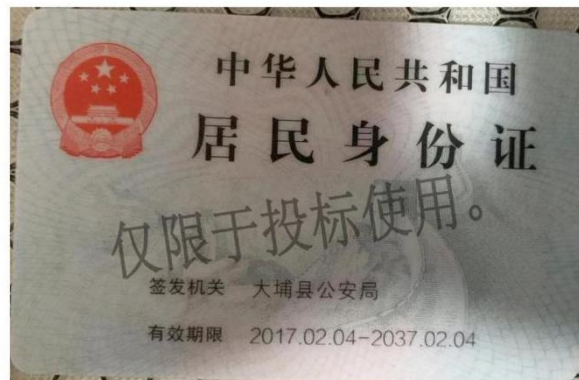 中华人民共和国
居民身份证
仅限于投标使用。
签发机关 大埔县公安局
有效期限 2017.02.04-2037.02.04